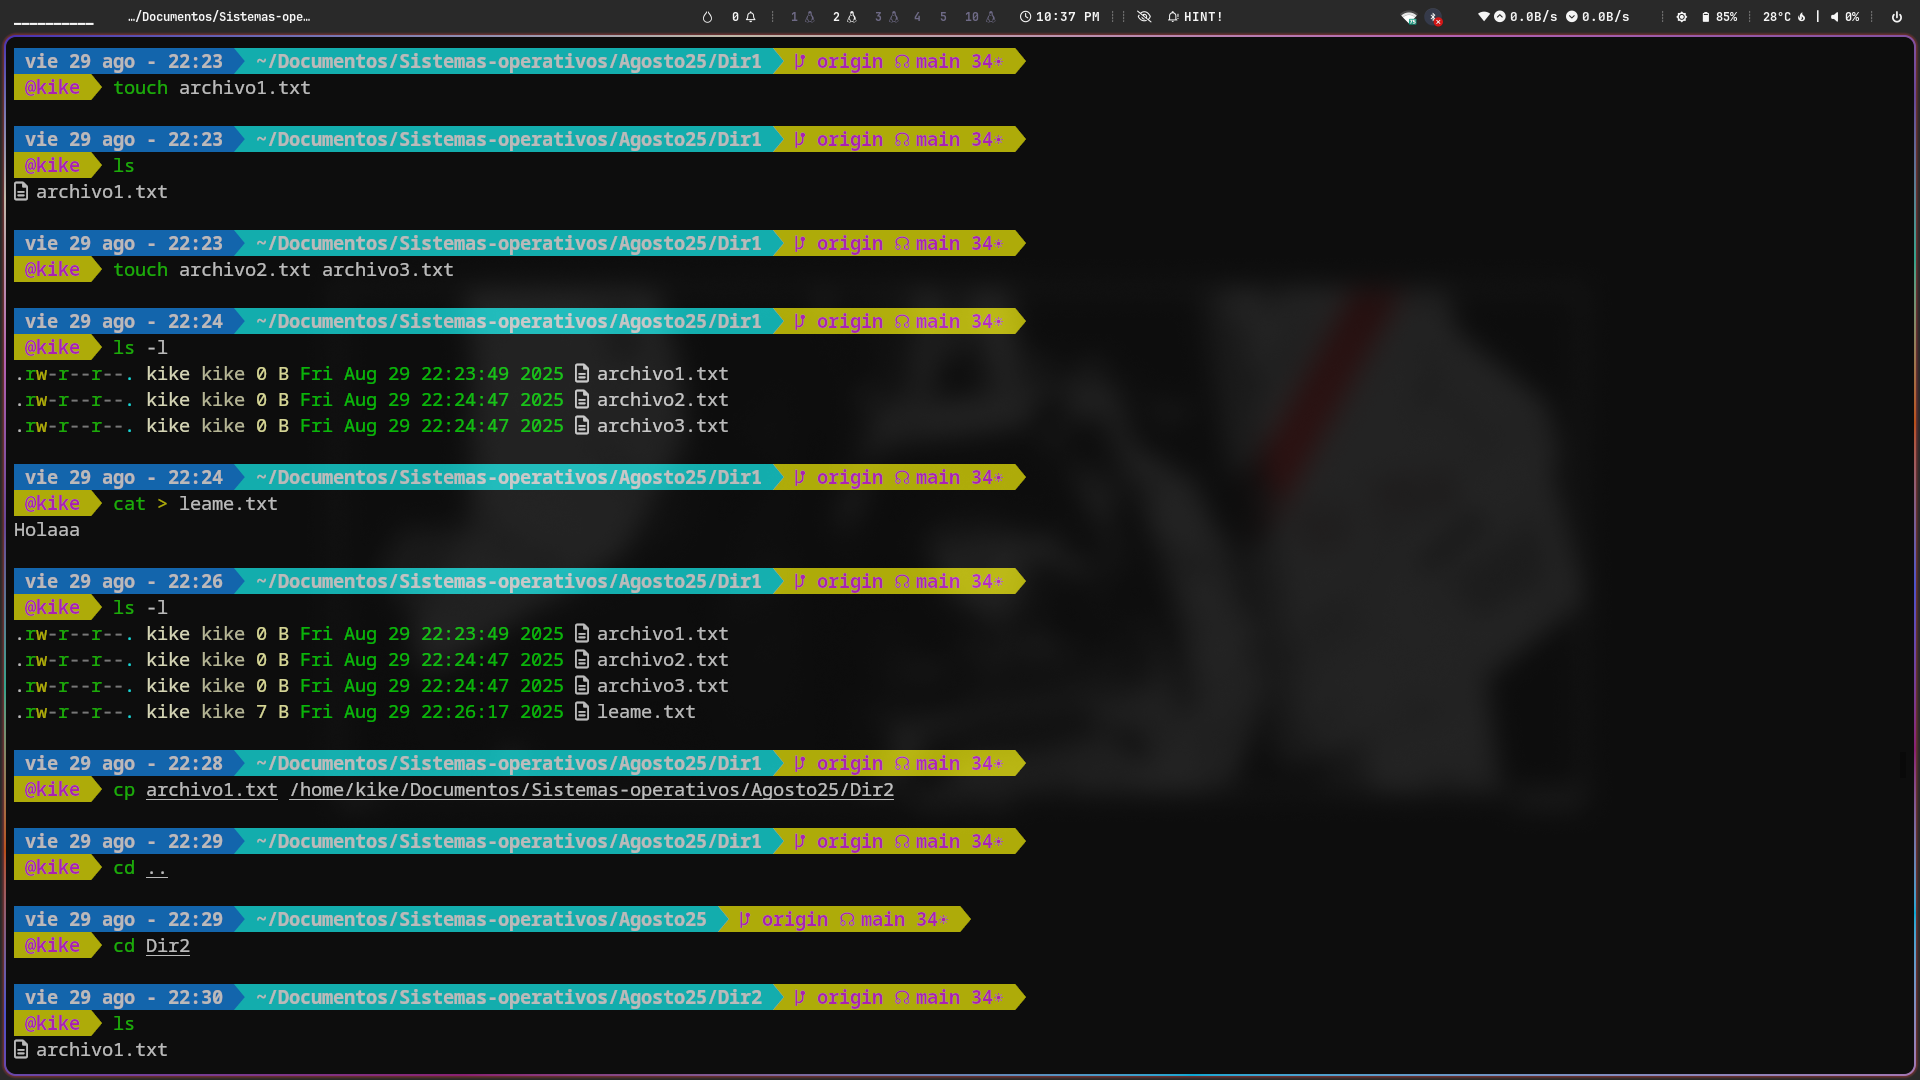 …/Documentos/Sistemas-ope… 0 1 2 3 4 5 10 10:37 PM HINT! 0.0B/s 0.0B/s 85% 28°C 0%
vie 29 ago - 22:23 ~/Documentos/Sistemas-operativos/Agosto25/Dir1 origin main 34
@kike touch archivo1.txt
vie 29 ago - 22:23 ~/Documentos/Sistemas-operativos/Agosto25/Dir1 origin main 34
@kike ls
archivo1.txt
vie 29 ago - 22:23 ~/Documentos/Sistemas-operativos/Agosto25/Dir1 origin main 34
@kike touch archivo2.txt archivo3.txt
vie 29 ago - 22:24 ~/Documentos/Sistemas-operativos/Agosto25/Dir1 origin main 34
@kike ls -l
.rw-r--r--. kike kike 0 B Fri Aug 29 22:23:49 2025 archivo1.txt
.rw-r--r--. kike kike 0 B Fri Aug 29 22:24:47 2025 archivo2.txt
.rw-r--r--. kike kike 0 B Fri Aug 29 22:24:47 2025 archivo3.txt
vie 29 ago - 22:24 ~/Documentos/Sistemas-operativos/Agosto25/Dir1 origin main 34
@kike cat > leame.txt
Holaaa
vie 29 ago - 22:26 ~/Documentos/Sistemas-operativos/Agosto25/Dir1 origin main 34
@kike ls -l
.rw-r--r--. kike kike 0 B Fri Aug 29 22:23:49 2025 archivo1.txt
.rw-r--r--. kike kike 0 B Fri Aug 29 22:24:47 2025 archivo2.txt
.rw-r--r--. kike kike 0 B Fri Aug 29 22:24:47 2025 archivo3.txt
.rw-r--r--. kike kike 7 B Fri Aug 29 22:26:17 2025 leame.txt
vie 29 ago - 22:28 ~/Documentos/Sistemas-operativos/Agosto25/Dir1 origin main 34
@kike cp archivo1.txt /home/kike/Documentos/Sistemas-operativos/Agosto25/Dir2
vie 29 ago - 22:29 ~/Documentos/Sistemas-operativos/Agosto25/Dir1 origin main 34
@kike cd ..
vie 29 ago - 22:29 ~/Documentos/Sistemas-operativos/Agosto25 origin main 34
@kike cd Dir2
vie 29 ago - 22:30 ~/Documentos/Sistemas-operativos/Agosto25/Dir2 origin main 34
@kike ls
archivo1.txt